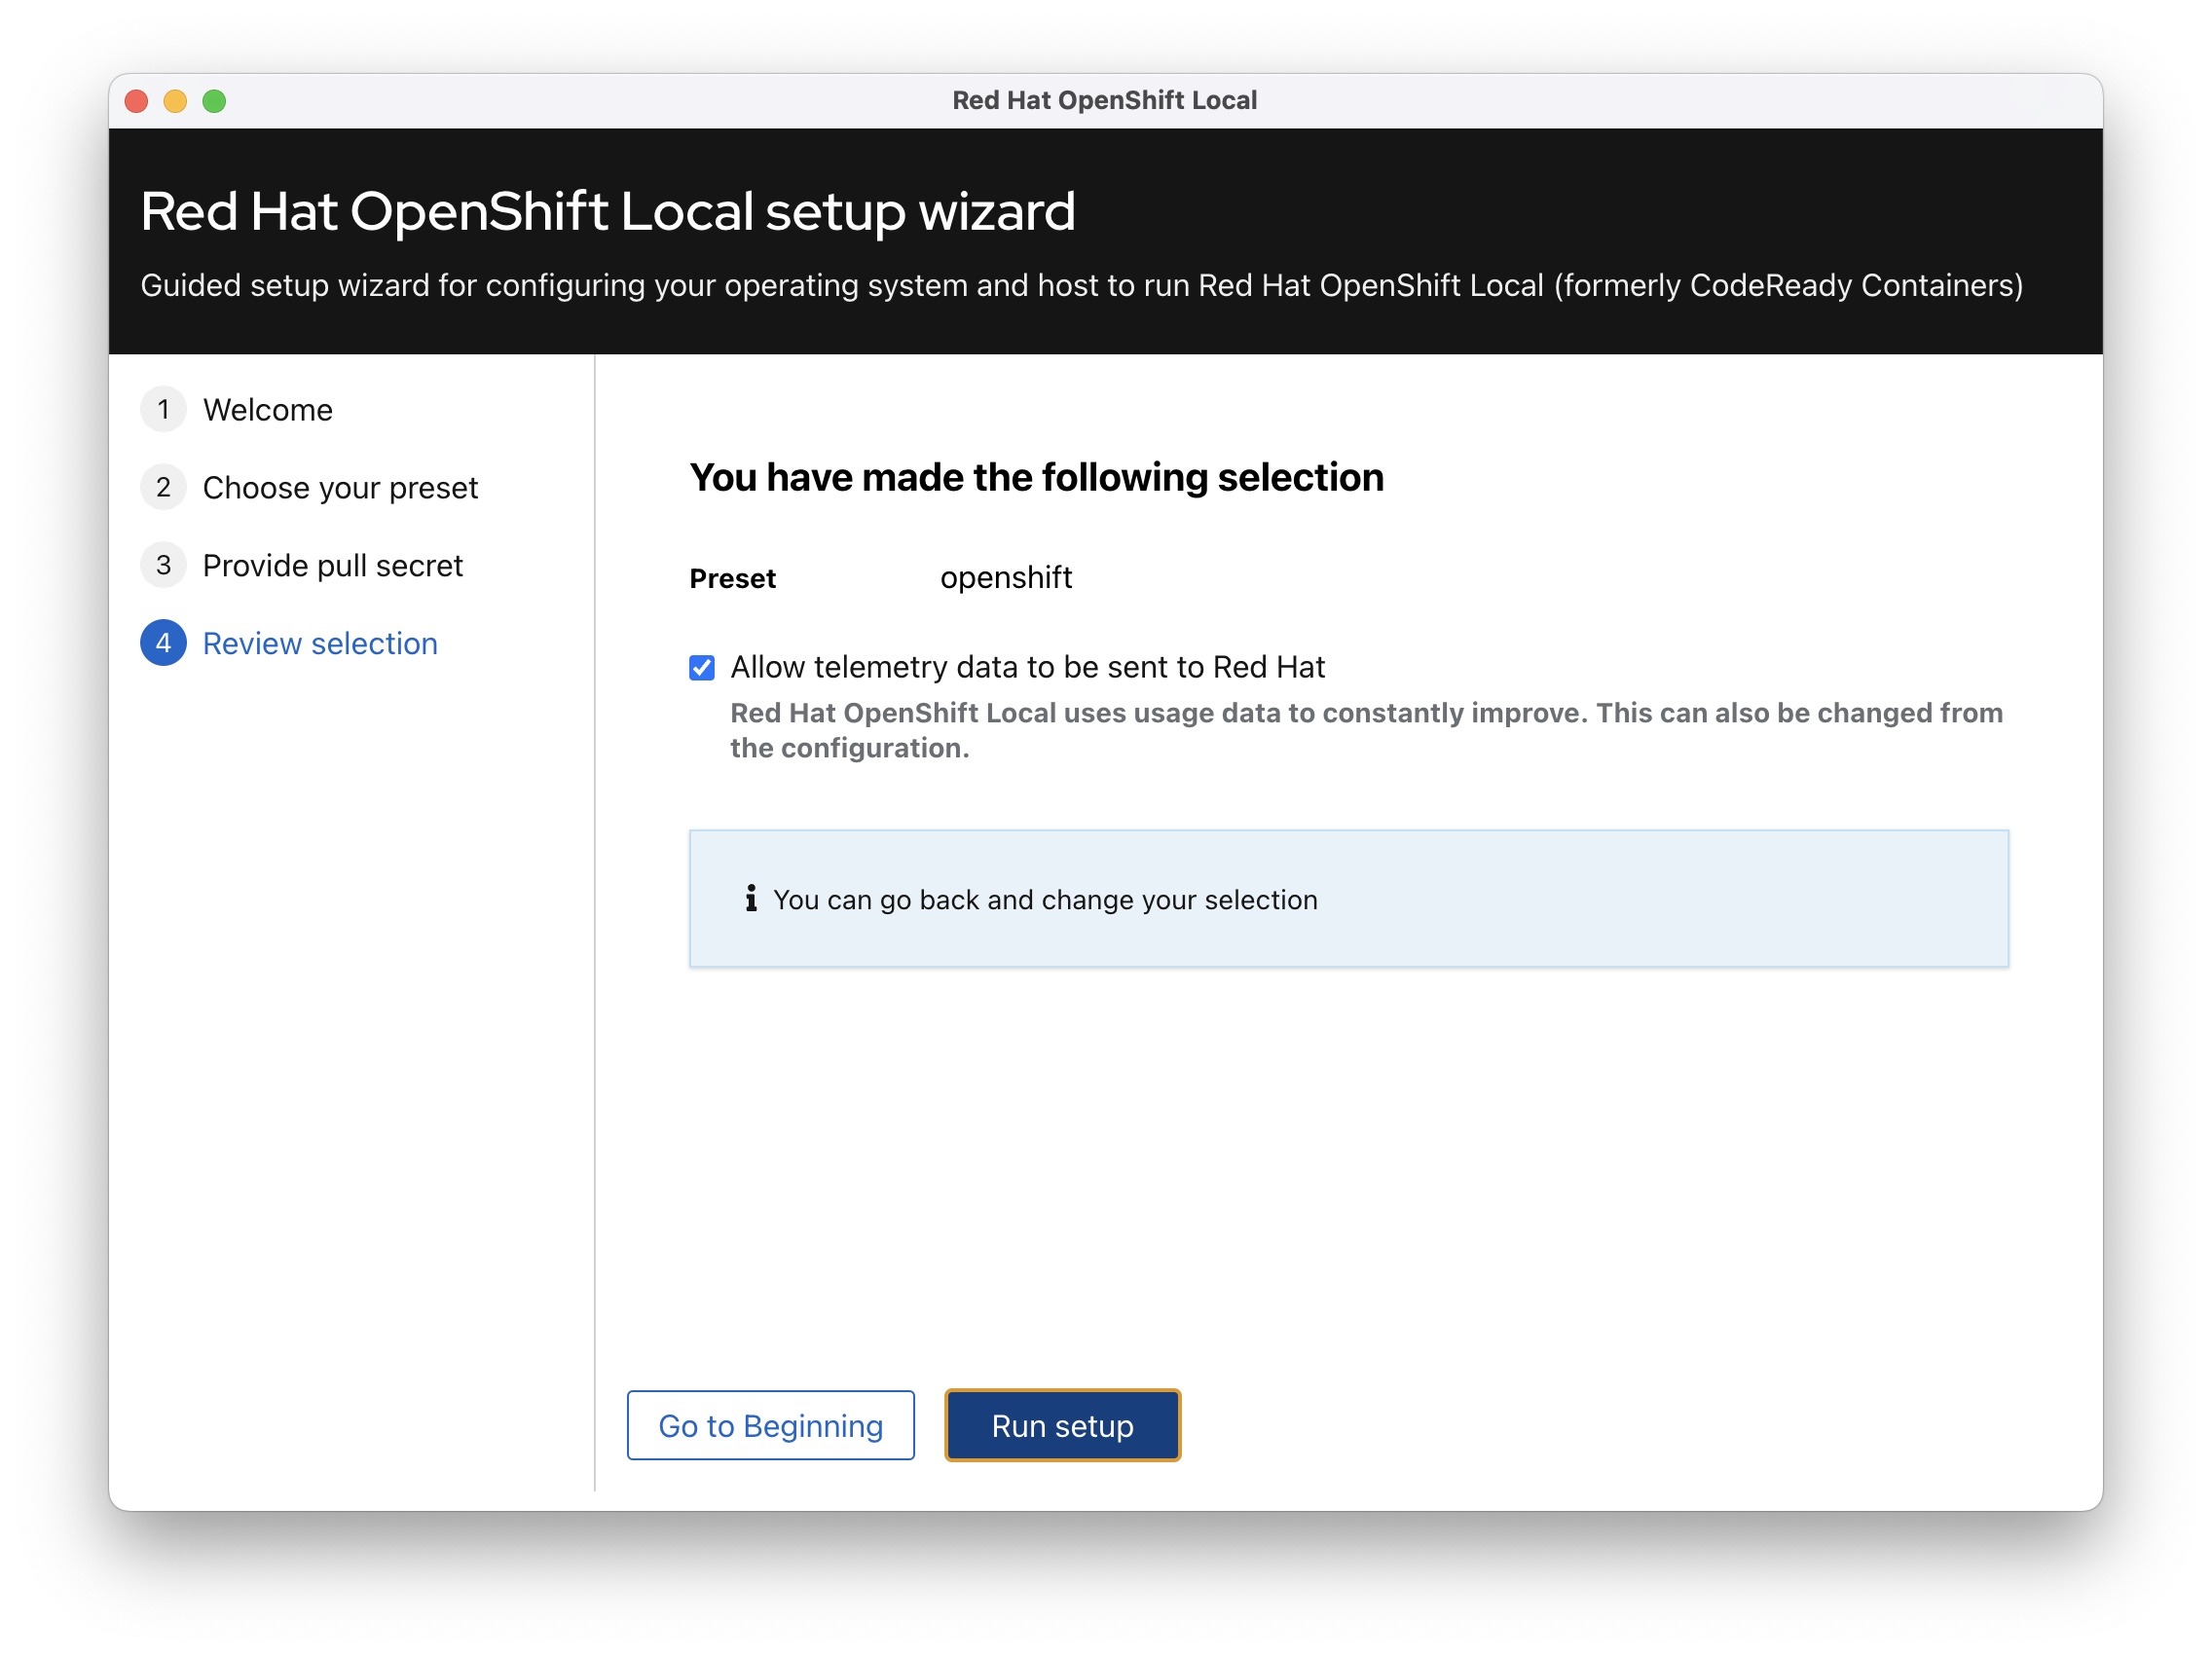 Red Hat OpenShift Local
Red Hat OpenShift Local setup wizard
Guided setup wizard for configuring your operating system and host to run Red Hat OpenShift Local (formerly CodeReady Containers)
1 Welcome
2 Choose your preset
3 Provide pull secret
4 Review selection
You have made the following selection
Preset openshift
Allow telemetry data to be sent to Red Hat
Red Hat OpenShift Local uses usage data to constantly improve. This can also be changed from
the configuration.
You can go back and change your selection
Go to Beginning
Run setup